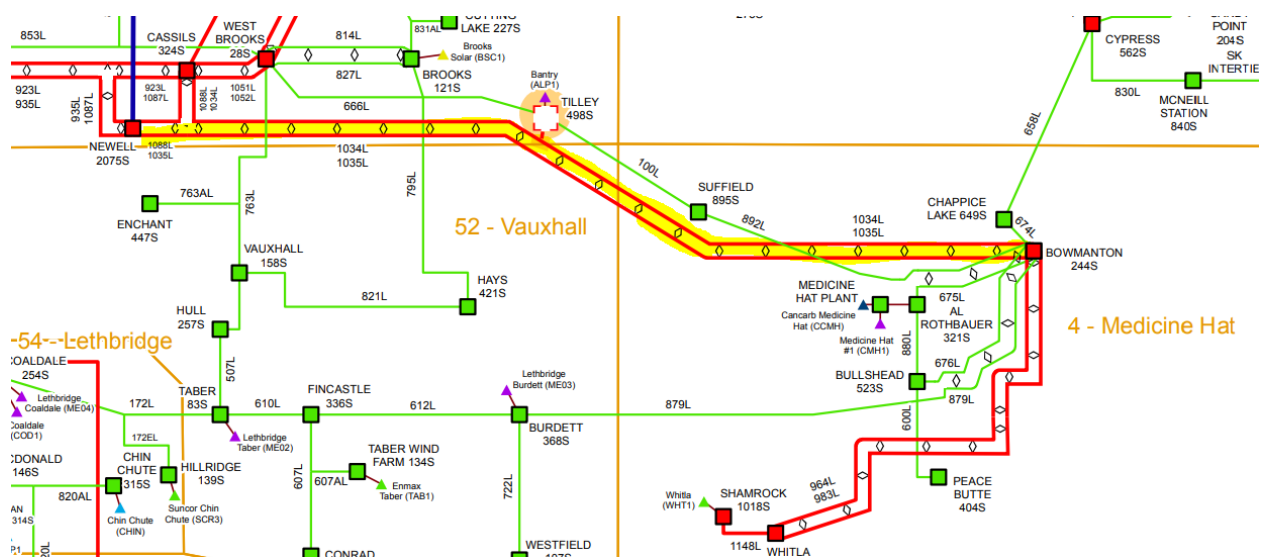 853L
CASSILS
324S
WEST
BROOKS
28S
814L
831AL
LAKE 227S
Brooks
Solar (BSC1)
827L
BROOKS
121S
923L
935L
935L
1087L
923L
1087L
1088L
1034L
1051L
1052L
666L
Bantry
(ALP1)
TILLEY
498S
CYPRESS
562S
POINT
204S
SK
INTERTIE
830L
MCNEILL
STATION
840S
NEWELL
2075S
1088L
1035L
1034L
1035L
658L
763AL
763L
795L
100L
ENCHANT
447S
SUFFIELD
895S
892L
CHAPPICE
LAKE 649S
674L
52 - Vauxhall
1034L
1035L
BOWMANTON
244S
VAUXHALL
158S
821L
HAYS
421S
MEDICINE
HAT PLANT
Cancarb Medicine
Hat (CCMH)
Medicine Hat
#1 (CMH1)
675L
AL
ROTHBAUER
321S
880L
4 - Medicine Hat
HULL
257S
54 - Lethbridge
507L
COALDALE
254S
676L
BULLSHEAD
523S
879L
Lethbridge
Coaldale (ME04)
Coaldale
(COD1)
172L
TABER
83S
610L
FINCASTLE
336S
612L
Lethbridge
Burdett (ME03)
879L
600L
Lethbridge
Taber (ME02)
BURDETT
368S
172EL
CDONALD
146S
CHIN
CHUTE
315S
HILLRIDGE
139S
607L
TABER WIND
FARM 134S
607AL
Enmax
Taber (TAB1)
722L
820AL
Suncor Chin
Chute (SCR3)
Chin Chute
(CHIN)
AN
314S
964L
983L
PEACE
BUTTE
404S
Whitla
(WHT1)
SHAMROCK
1018S
1148L
WHITLA
CONRAD
WESTFIELD